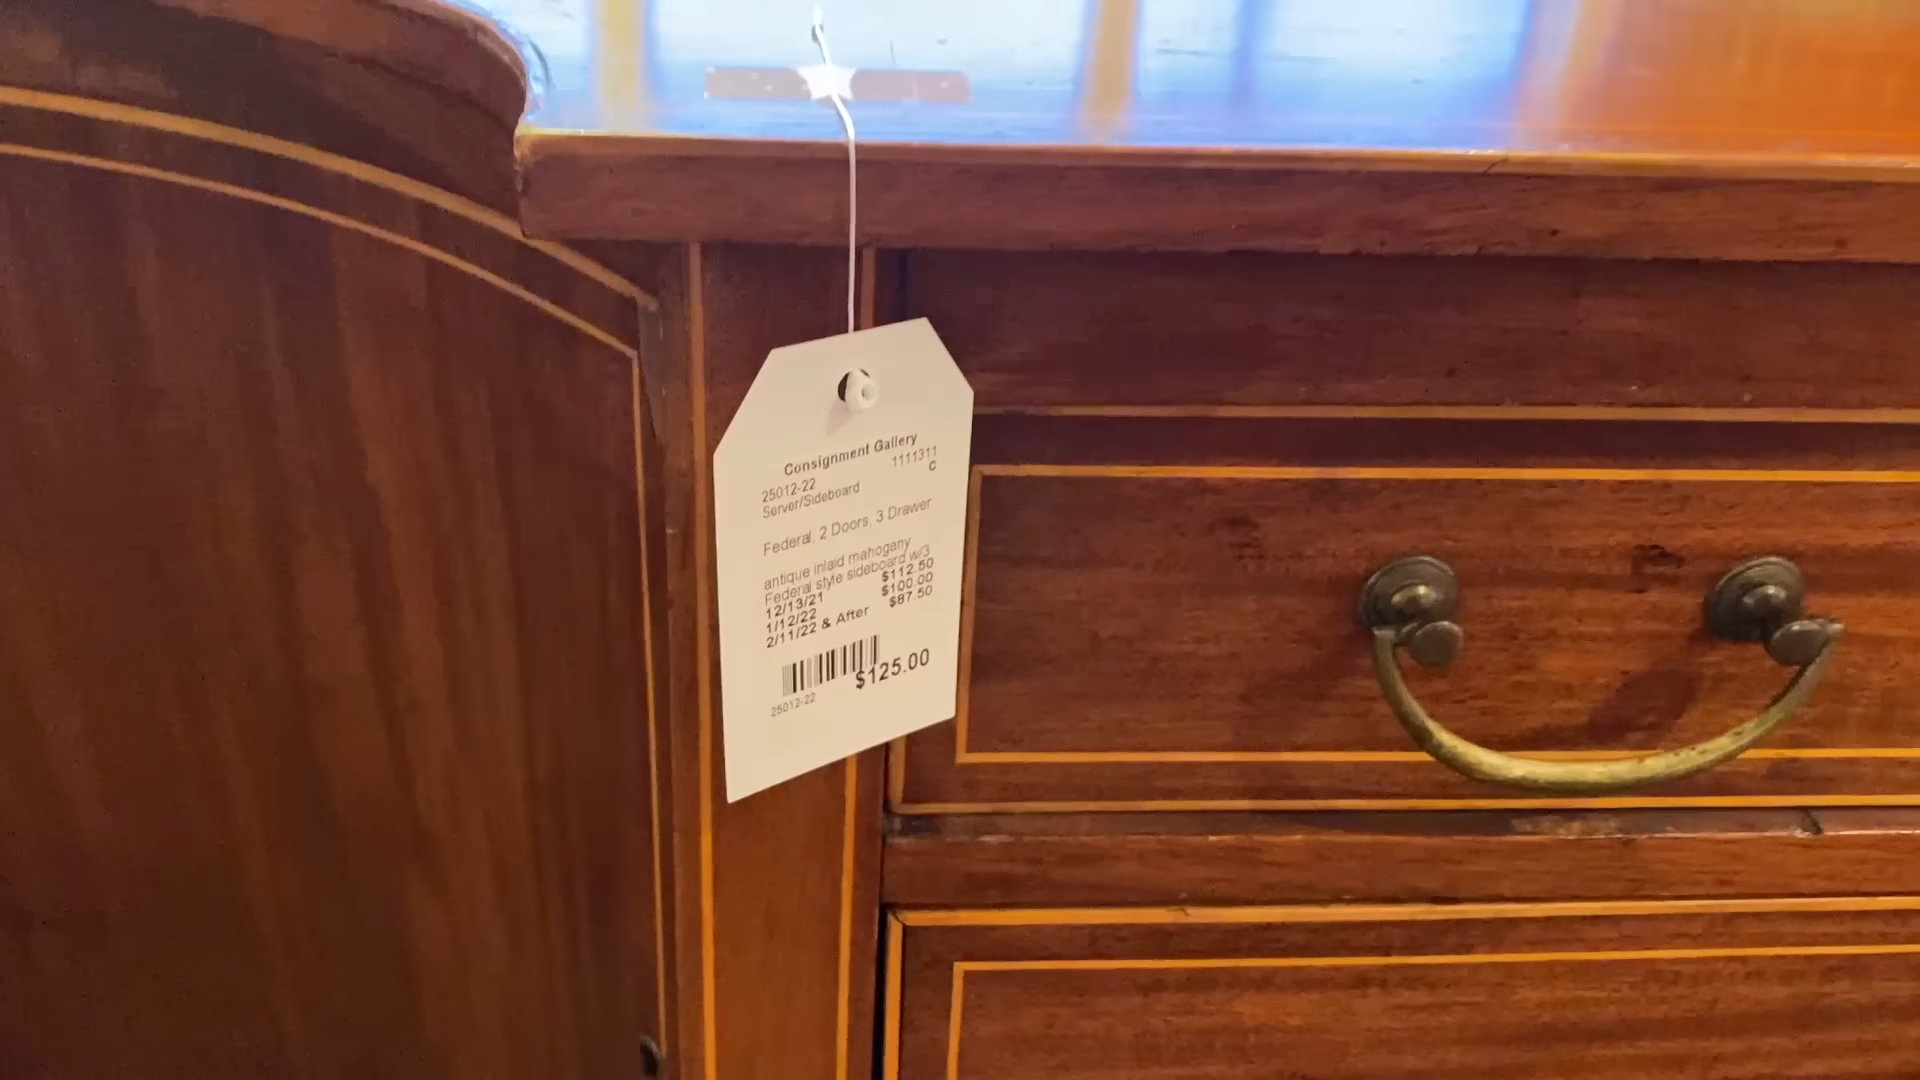 Consignment Gallery
1111311
C
25012-22
Server/Sideboard
Federal, 2 Doors, 3 Drawer
antique inlaid mahogany
Federal style sideboard w/3
12/13/21 $112.50
1/12/22 $100.00
2/11/22 & After $87.50
$125.00
25012-22